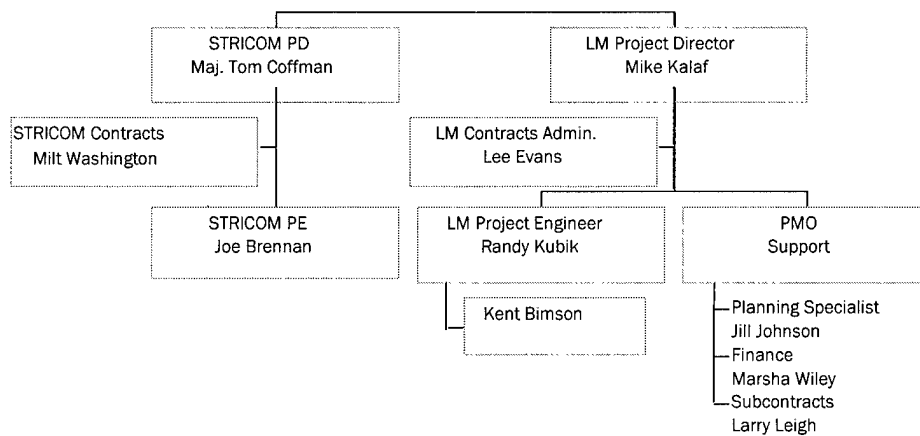 STRICOM PD
Maj. Tom Coffman
LM Project Director
Mike Kalaf
STRICOM Contracts
Milt Washington
LM Contracts Admin.
Lee Evans
STRICOM PE
Joe Brennan
LM Project Engineer
Randy Kubik
PMO
Support
Kent Bimson
Planning Specialist
Jill Johnson
Finance
Marsha Wiley
Subcontracts
Larry Leigh